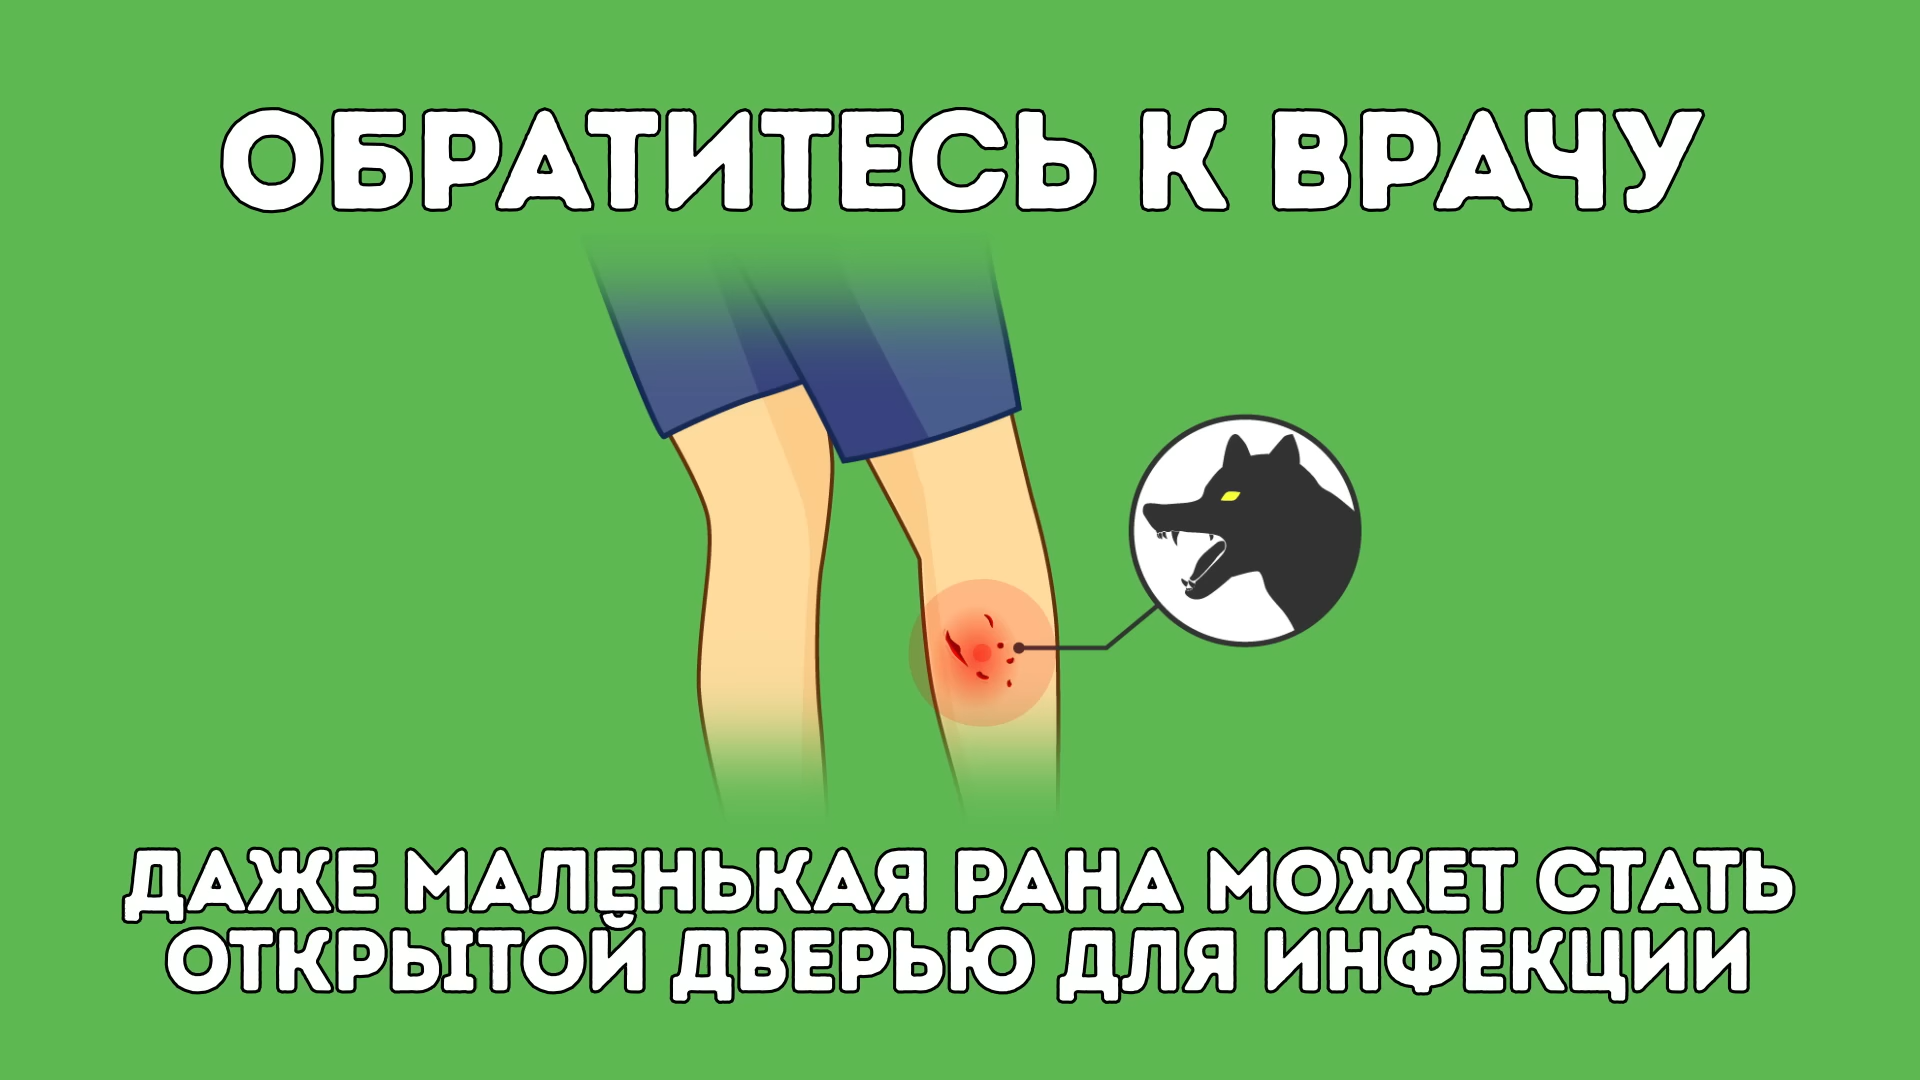 ОБРАТИТЕСЬ К ВРАЧУ
ДАЖЕ МАЛЕНЬКАЯ РАНА МОЖЕТ СТАТЬ
ОТКРЫТОЙ ДВЕРЬЮ ДЛЯ ИНФЕКЦИИ